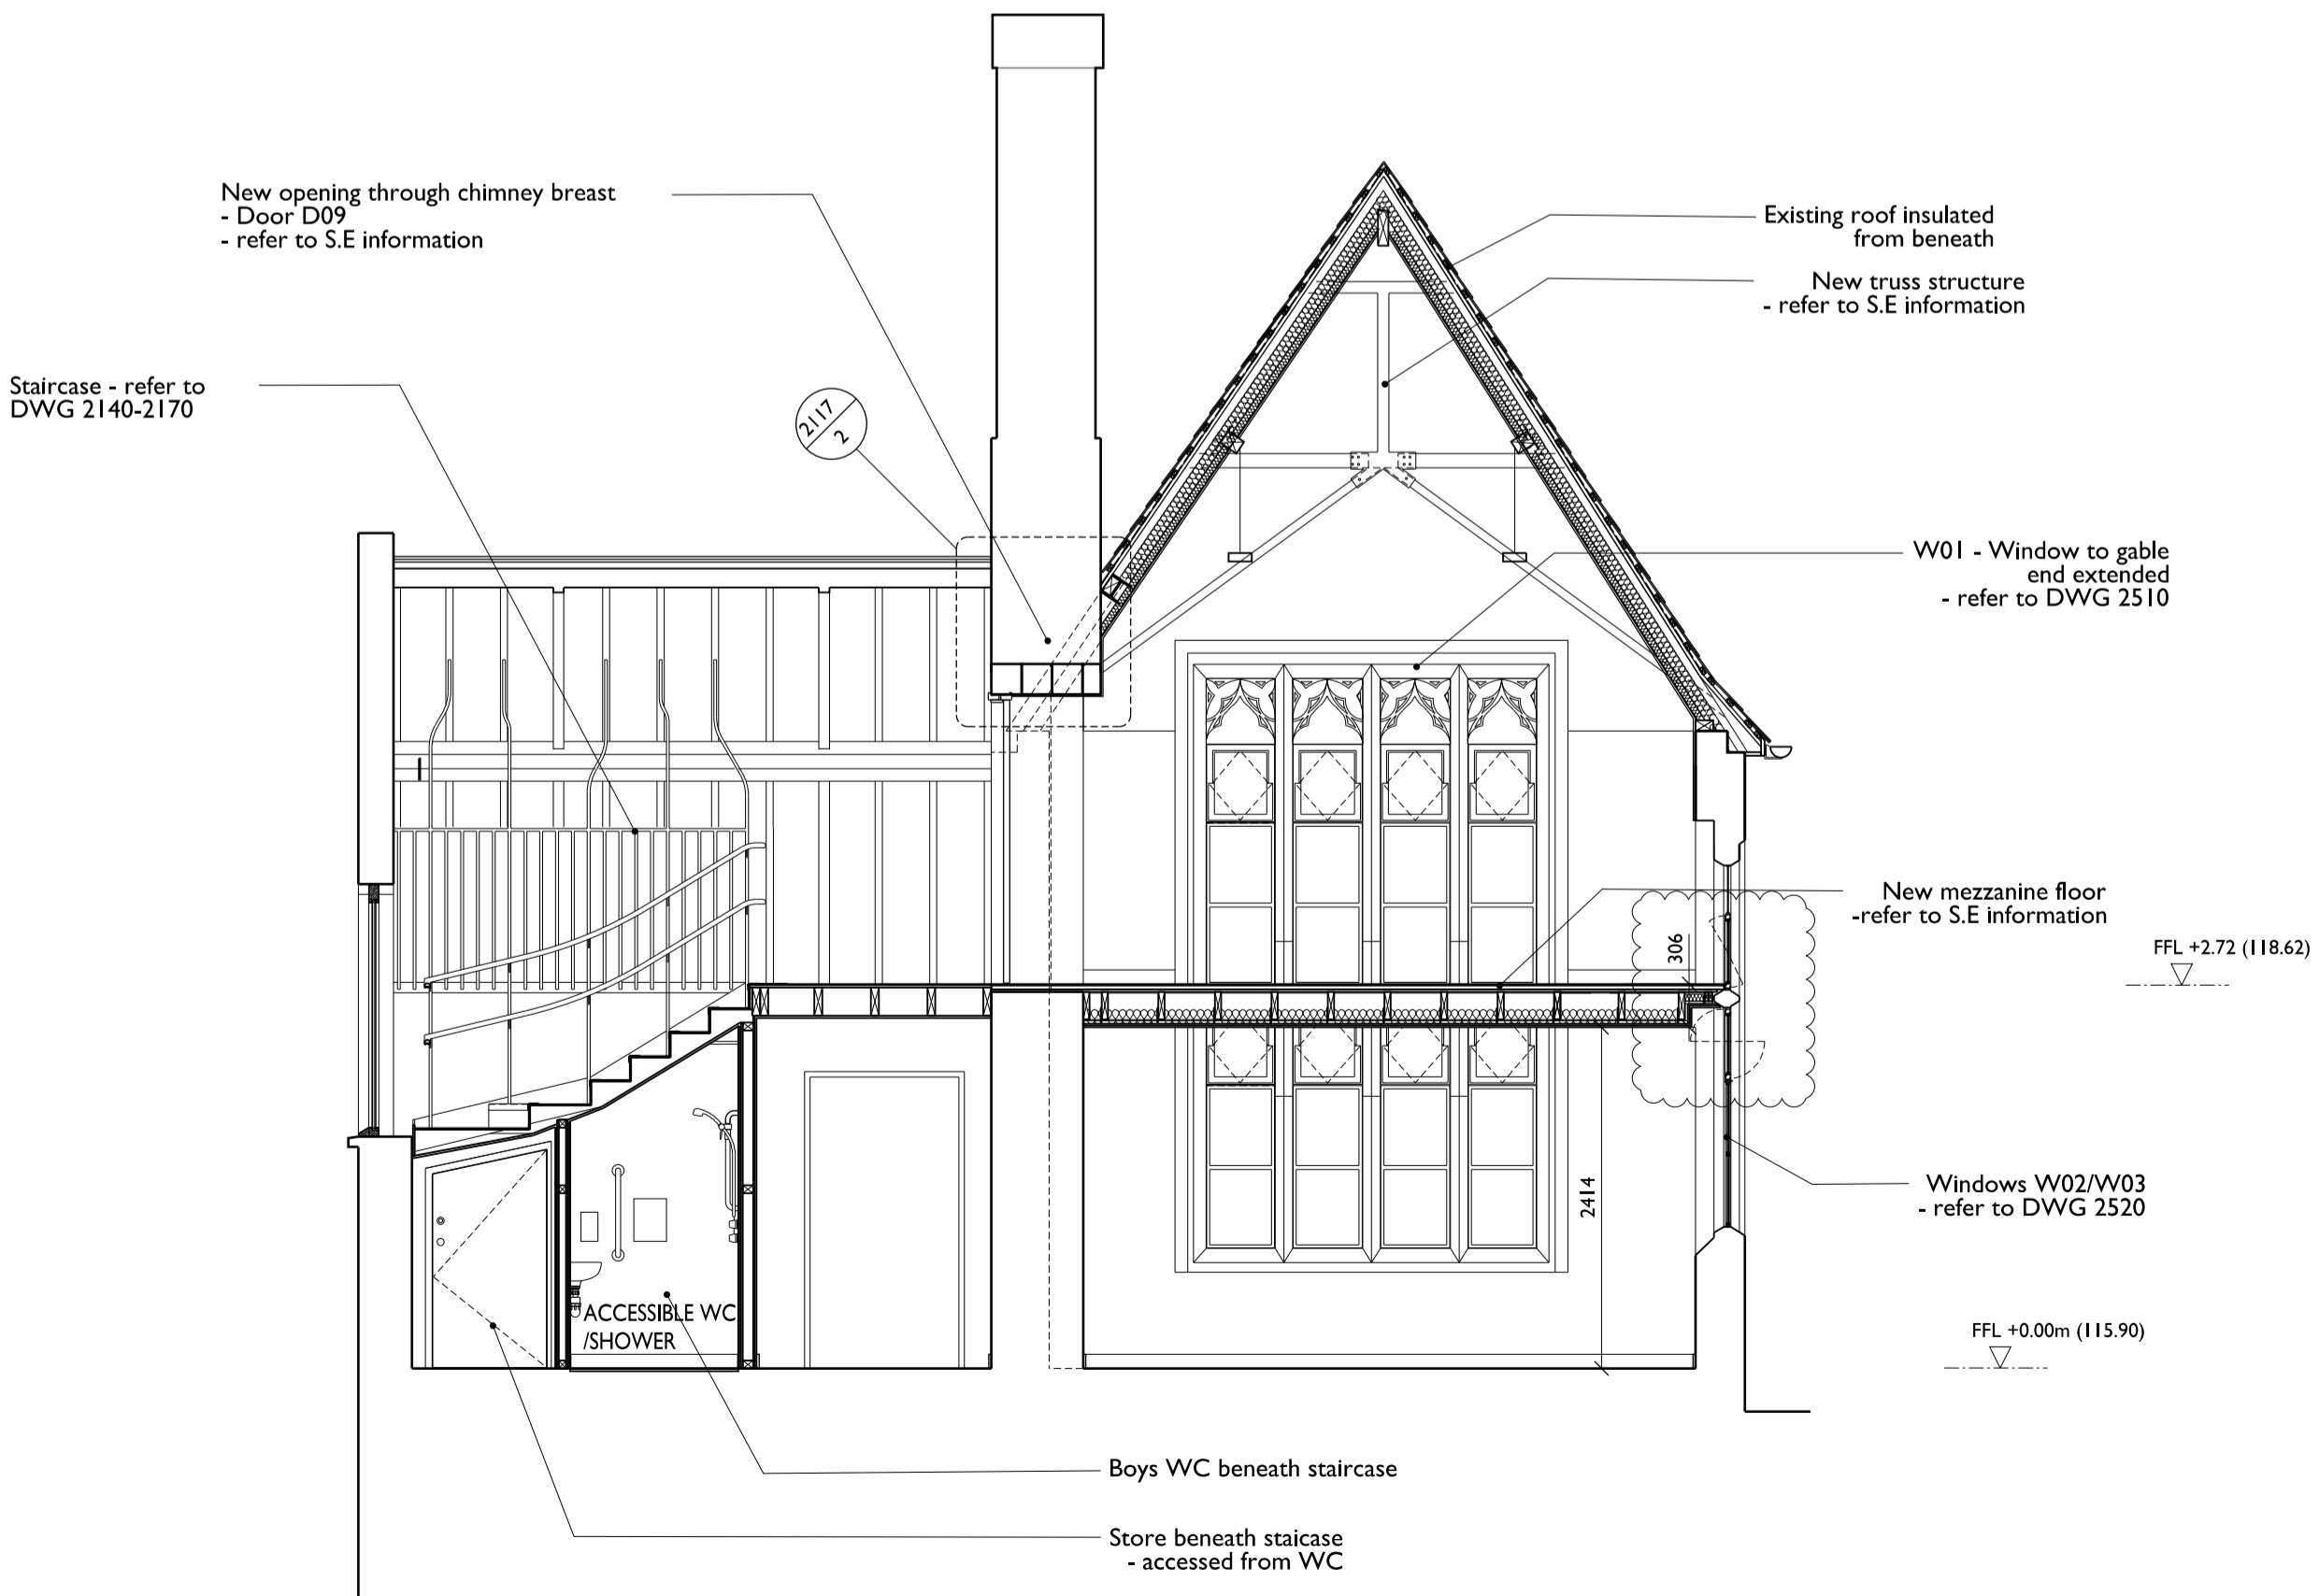 New opening through chimney breast
- Door D09
- refer to S.E information
Existing roof insulated
from beneath
New truss structure
- refer to S.E information
Staircase - refer to
DWG 2140-2170
2117
2
W01 - Window to gable
end extended
- refer to DWG 2510
New mezzanine floor
-refer to S.E information
306
FFL +2.72 (118.62)
Windows W02/W03
- refer to DWG 2520
2414
ACCESSIBLE WC
/SHOWER
FFL +0.00m (115.90)
Boys WC beneath staircase
Store beneath staicase
- accessed from WC